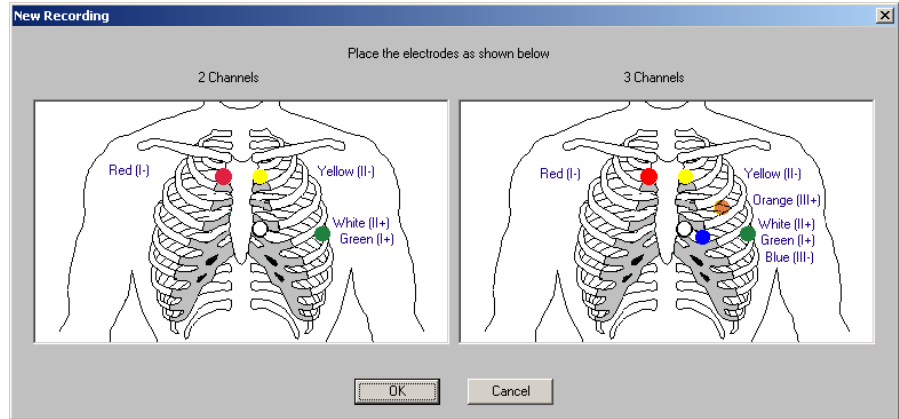 New Recording
Place the electrodes as shown below
2 Channels
Red (I-)
Yellow (II-)
White (II+)
Green (I+)
3 Channels
Red (I-)
Yellow (II-)
Orange (III+)
White (II+)
Green (I+)
Blue (III-)
OK
Cancel